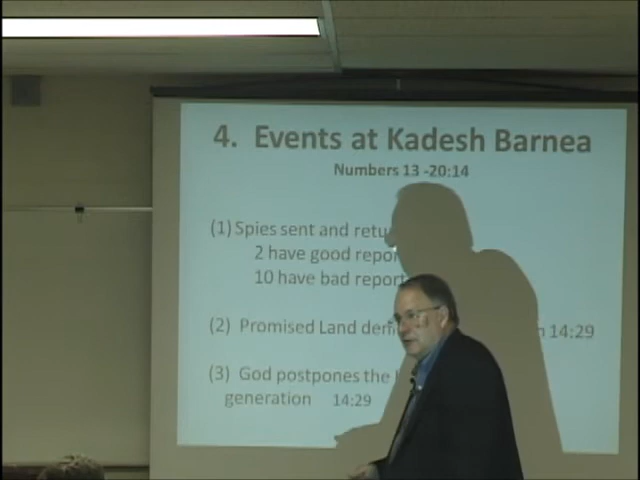 4. Events at Kadesh Barnea
Numbers 13 -20:14
(1) Spies sent and retu
2 have good repor
10 have bad report
(2) Promised Land den n 14:29
(3) God postpones the
generation 14:29